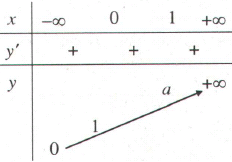 x −∞ 0 1 +∞
y′ + + +
y a +∞
1
0